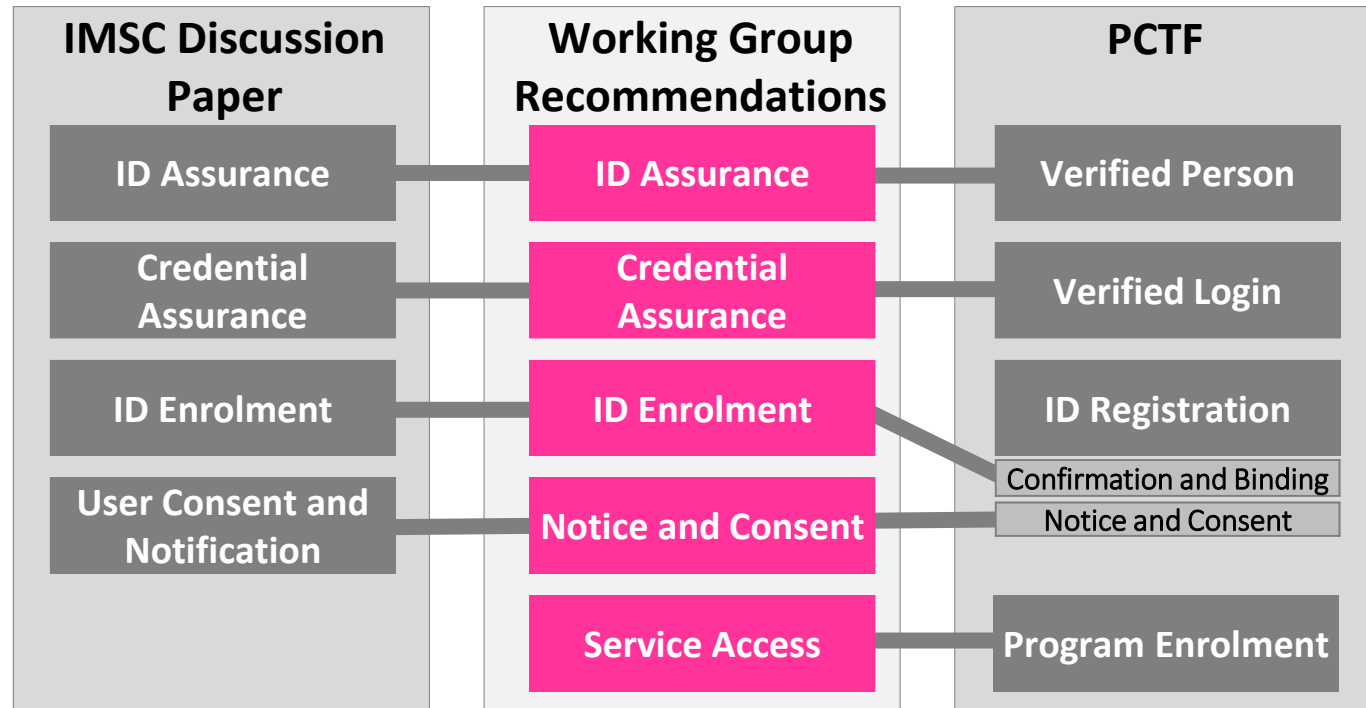 IMSC Discussion
Paper
ID Assurance
Credential
Assurance
ID Enrolment
User Consent and
Notification
Working Group
Recommendations
ID Assurance
Credential
Assurance
ID Enrolment
Notice and Consent
Service Access
PCTF
Verified Person
Verified Login
ID Registration
Confirmation and Binding
Notice and Consent
Program Enrolment